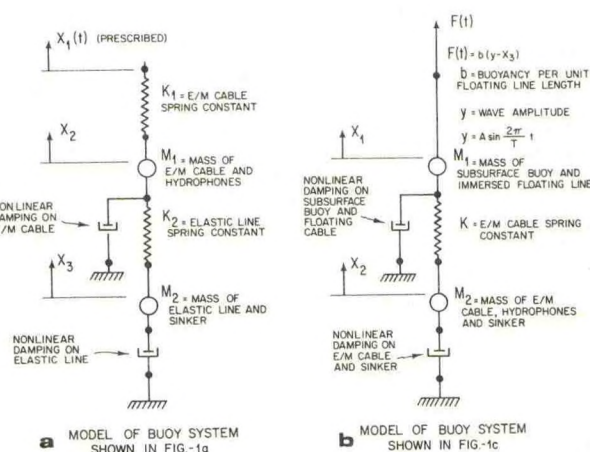 X₁(t) (PRESCRIBED)
K₁ = E/M CABLE
SPRING
CONSTANT
X₂
M₁ = MASS OF
E/M CABLE AND
HYDROPHONES
NONLINEAR
DAMPING ON
E/M CABLE
K₂ = ELASTIC LINE
SPRING CONSTANT
X₃
M₂ = MASS OF
ELASTIC LINE AND
SINKER
NONLINEAR
DAMPING ON
ELASTIC LINE
a MODEL OF BUOY SYSTEM
SHOWN IN FIG.-1a
F(t)
F(t) = b(y-X₃)
b = BUOYANCY PER UNIT
FLOATING LINE
LENGTH
y = WAVE AMPLITUDE
y = A sin 2π/T t
X₁
M₁ = MASS OF
SUBSURFACE BUOY AND
IMMERSED FLOATING LINE
NONLINEAR
DAMPING ON
SUBSURFACE
BUOY AND
FLOATING
CABLE
K = E/M CABLE SPRING
CONSTANT
X₂
M₂ = MASS OF E/M
CABLE, HYDROPHONES
AND SINKER
NONLINEAR
DAMPING ON
E/M CABLE
AND SINKER
b MODEL OF BUOY SYSTEM
SHOWN IN FIG.-1c